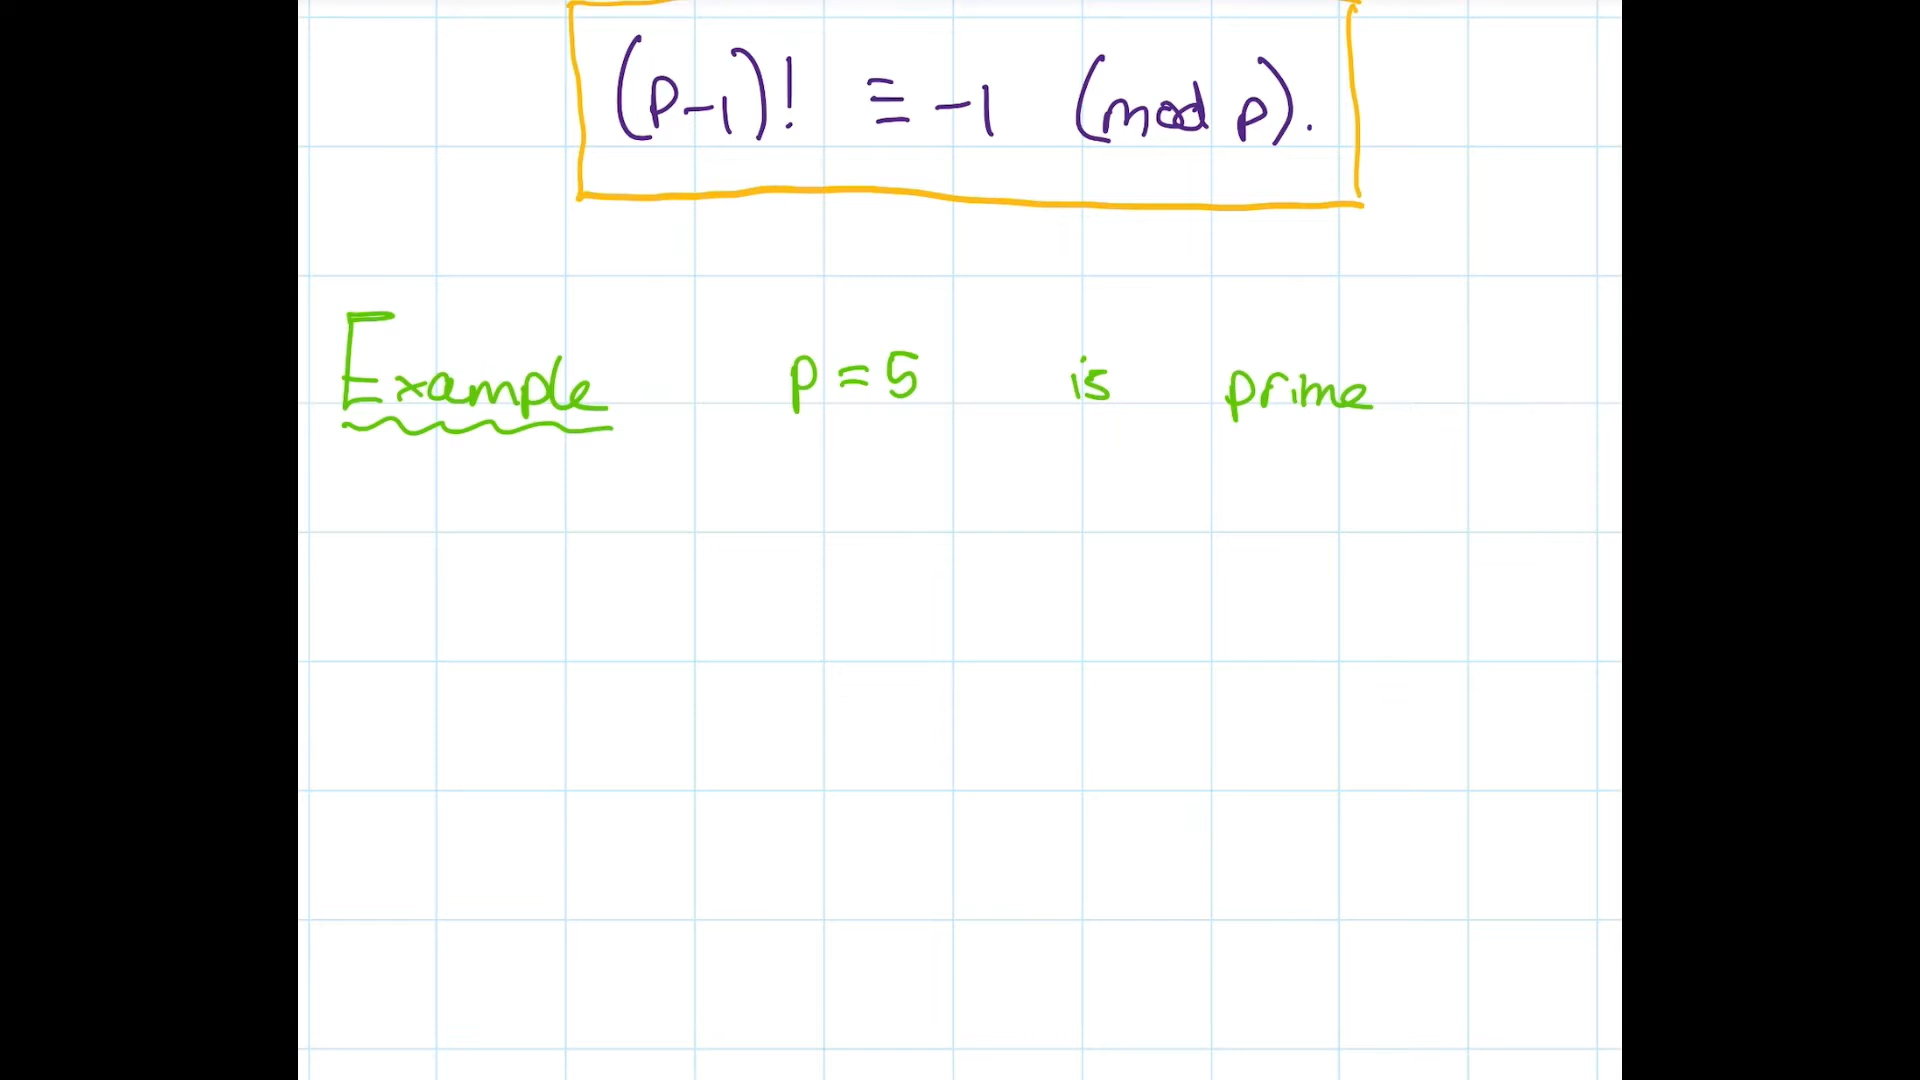 (p-1)! ≡ -1 (mod p).
Example p = 5 is prime